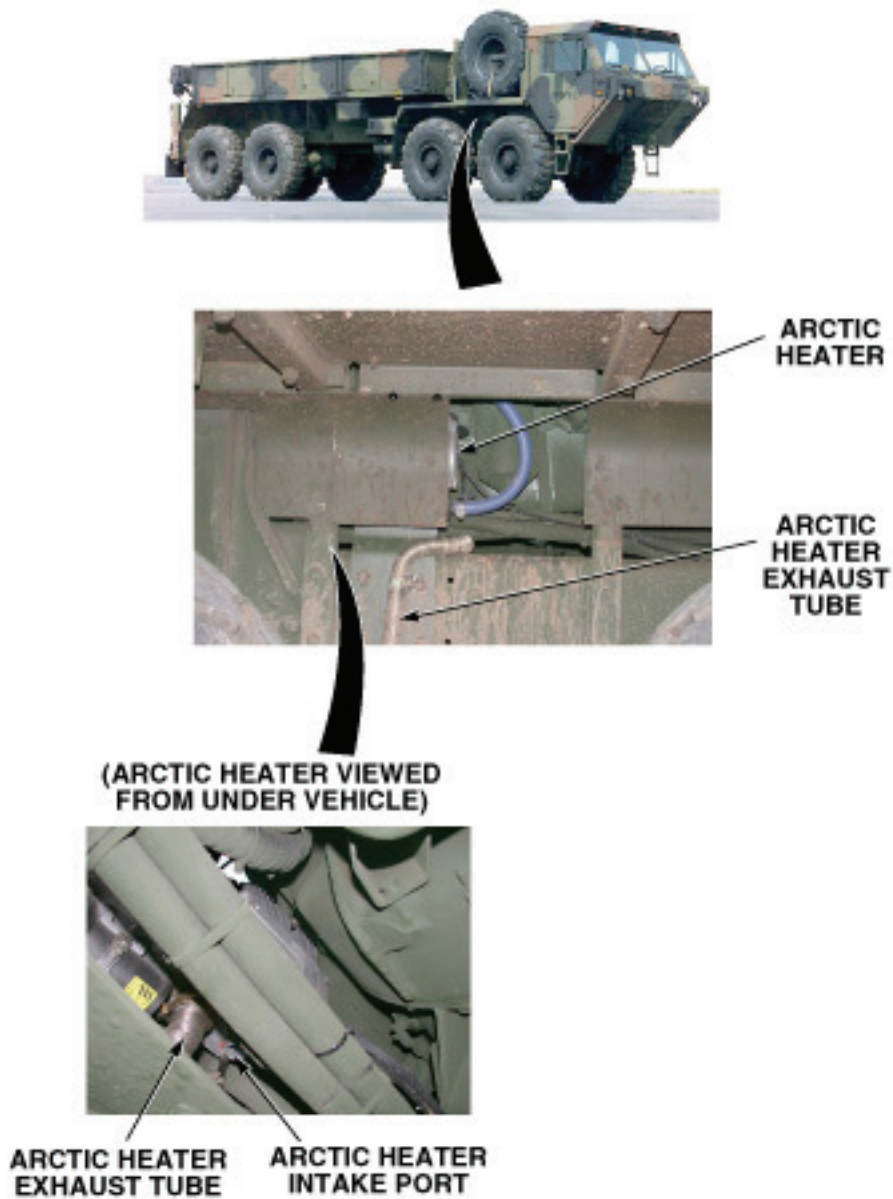 ARCTIC
HEATER
ARCTIC
HEATER
EXHAUST
TUBE
(ARCTIC HEATER VIEWED
FROM UNDER VEHICLE)
ARCTIC HEATER
EXHAUST TUBE
ARCTIC HEATER
INTAKE PORT